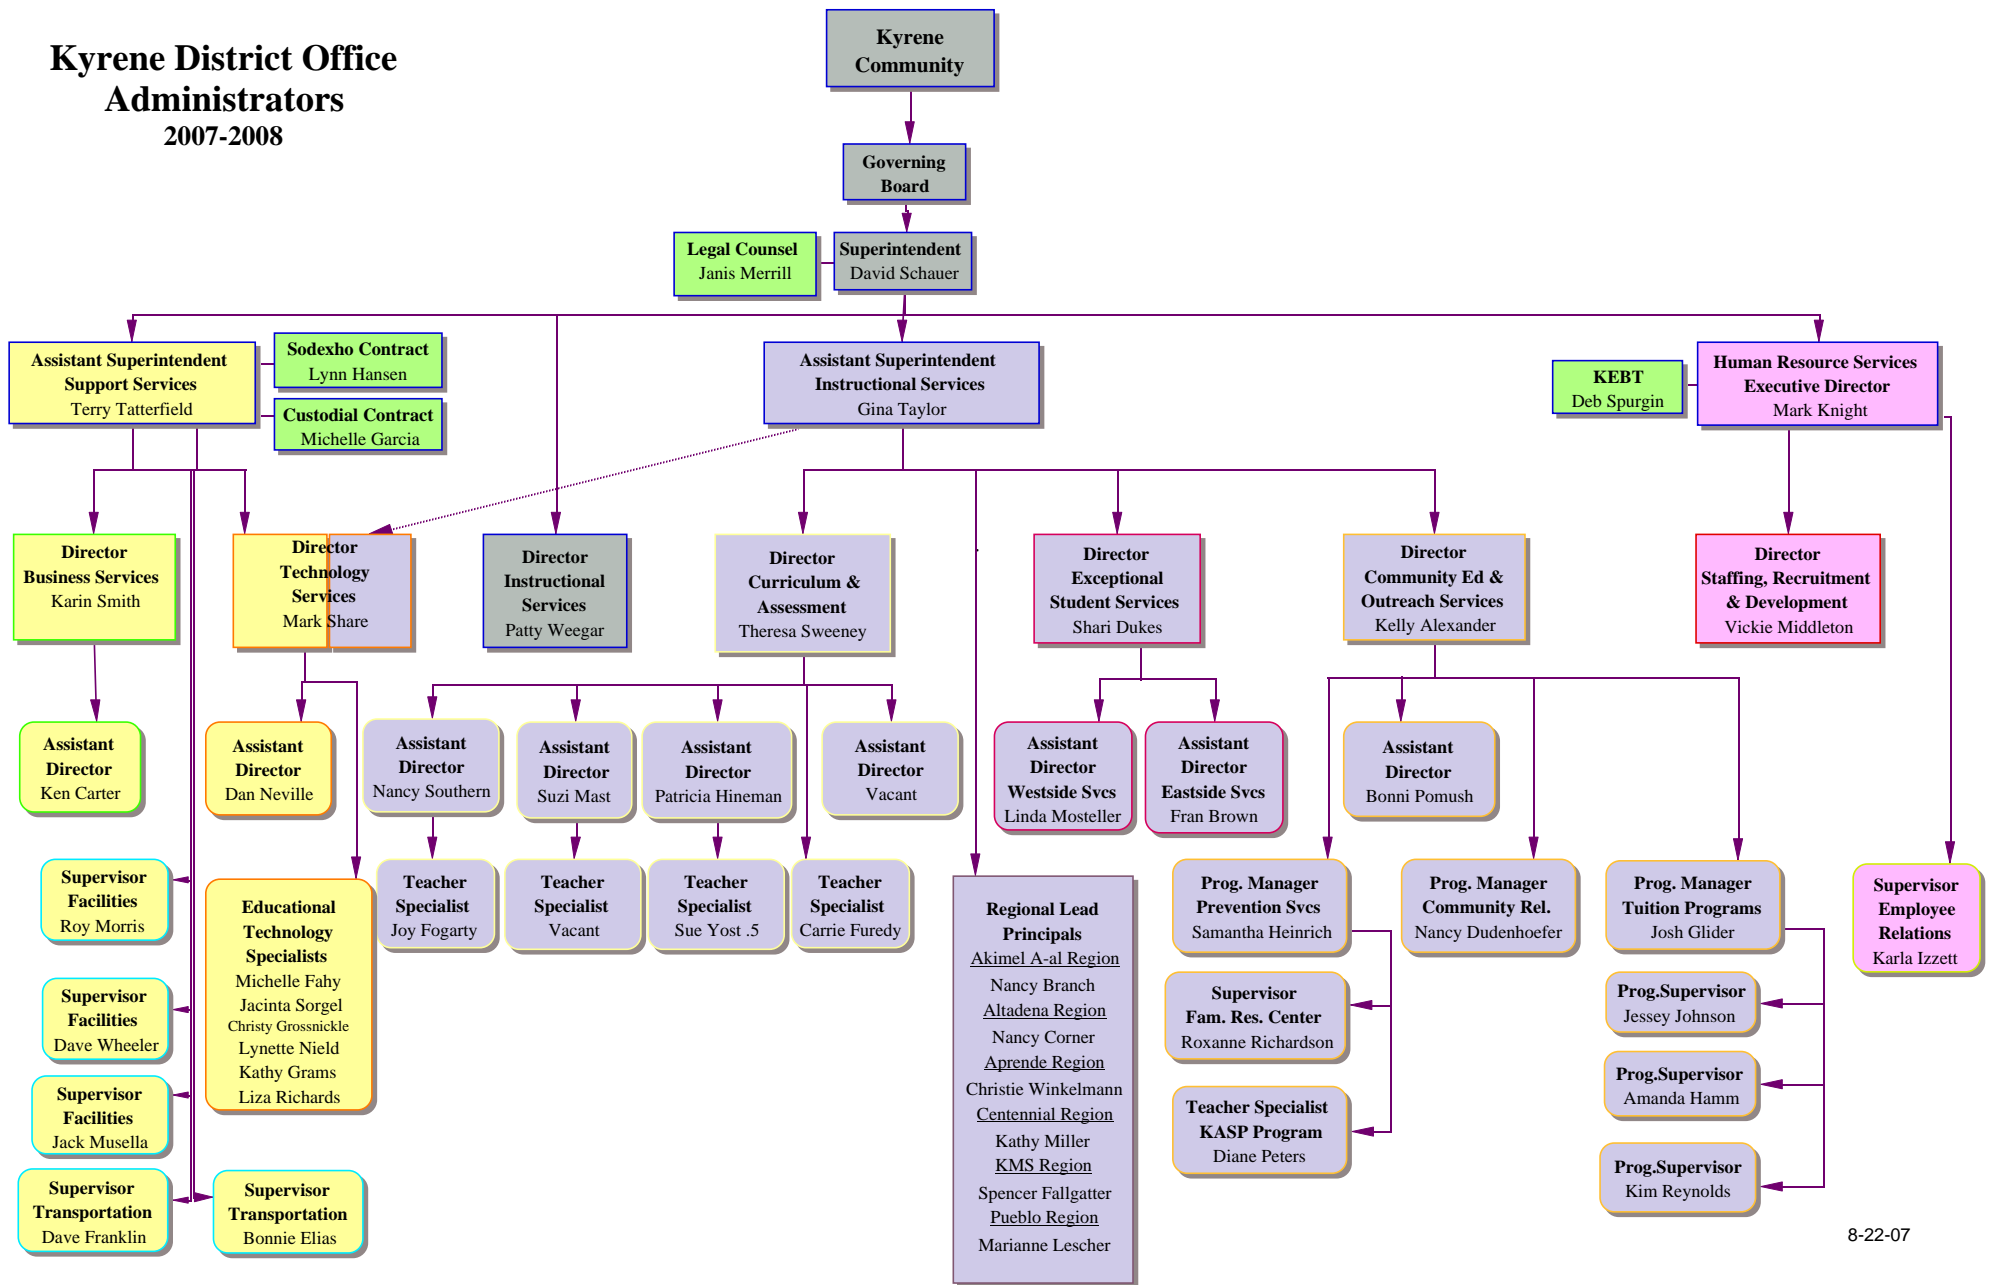 Kyrene District Office
Administrators
2007-2008
Kyrene
Community
Governing
Board
Legal Counsel
Janis Merrill
Superintendent
David Schauer
Assistant Superintendent
Support Services
Terry Tatterfield
Sodexho Contract
Lynn Hansen
Custodial Contract
Michelle Garcia
Assistant Superintendent
Instructional Services
Gina Taylor
KEBT
Deb Spurgin
Human Resource Services
Executive Director
Mark Knight
Director
Business Services
Karin Smith
Director
Technology
Services
Mark Share
Director
Instructional
Services
Patty Weegar
Director
Curriculum &
Assessment
Theresa Sweeney
Director
Exceptional
Student Services
Shari Dukes
Director
Community Ed &
Outreach Services
Kelly Alexander
Director
Staffing, Recruitment
& Development
Vickie Middleton
Assistant
Director
Ken Carter
Assistant
Director
Dan Neville
Assistant
Director
Nancy Southern
Assistant
Director
Suzi Mast
Assistant
Director
Patricia Hineman
Assistant
Director
Vacant
Assistant
Director
Westside Svcs
Linda Mosteller
Assistant
Director
Eastside Svcs
Fran Brown
Assistant
Director
Bonni Pomush
Supervisor
Facilities
Roy Morris
Educational
Technology
Specialists
Michelle Fahy
Jacinta Sorgel
Christy Grossnickle
Lynette Nield
Kathy Grams
Liza Richards
Teacher
Specialist
Joy Fogarty
Teacher
Specialist
Vacant
Teacher
Specialist
Sue Yost .5
Teacher
Specialist
Carrie Furedy
Regional Lead
Principals
Akimel A-al Region
Nancy Branch
Altadena Region
Nancy Corner
Aprende Region
Christie Winkelmann
Centennial Region
Kathy Miller
KMS Region
Spencer Fallgatter
Pueblo Region
Marianne Lescher
Prog. Manager
Prevention Svcs
Samantha Heinrich
Prog. Manager
Community Rel.
Nancy Dudenhoefer
Prog. Manager
Tuition Programs
Josh Glider
Supervisor
Employee
Relations
Karla Izzett
Supervisor
Facilities
Dave Wheeler
Supervisor
Fam. Res. Center
Roxanne Richardson
Prog.Supervisor
Jessey Johnson
Supervisor
Facilities
Jack Musella
Teacher Specialist
KASP Program
Diane Peters
Prog.Supervisor
Amanda Hamm
Supervisor
Transportation
Dave Franklin
Supervisor
Transportation
Bonnie Elias
Prog.Supervisor
Kim Reynolds
8-22-07